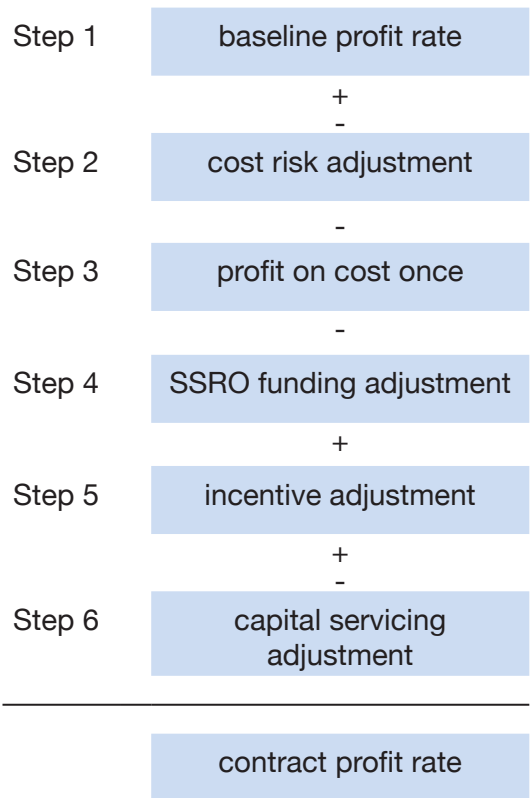 Step 1 baseline profit rate
+
-
Step 2 cost risk adjustment
-
Step 3 profit on cost once
-
Step 4 SSRO funding adjustment
+
Step 5 incentive adjustment
+
-
Step 6 capital servicing
adjustment
contract profit rate